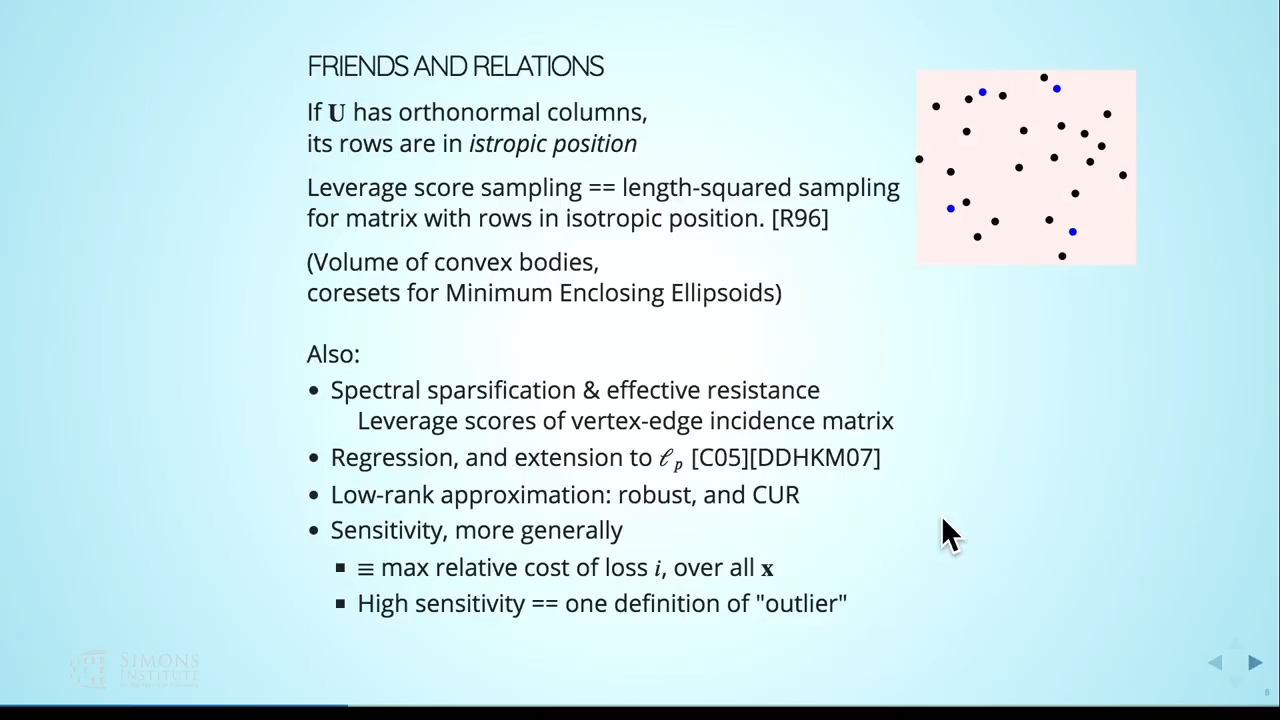 FRIENDS AND RELATIONS
If U has orthonormal columns,
its rows are in istropic position
Leverage score sampling == length-squared sampling
for matrix with rows in isotropic position. [R96]
(Volume of convex bodies,
coresets for Minimum Enclosing Ellipsoids)
Also:
• Spectral sparsification & effective resistance
Leverage scores of vertex-edge incidence matrix
• Regression, and extension to ℓₚ [C05][DDHKM07]
• Low-rank approximation: robust, and CUR
• Sensitivity, more generally
▪ ≡ max relative cost of loss i, over all x
▪ High sensitivity == one definition of "outlier"
SIMONS
INSTITUTE